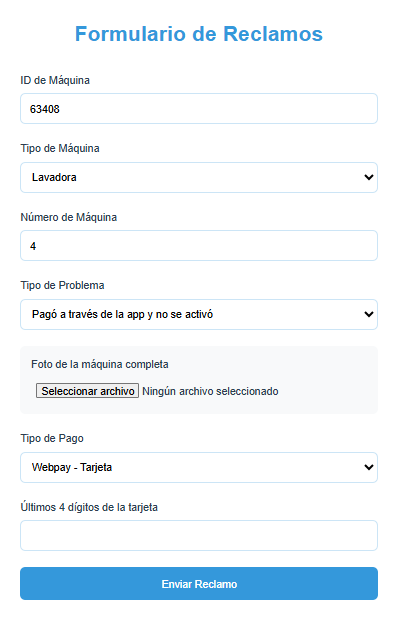 Formulario de Reclamos
ID de Máquina
63408
Tipo de Máquina
Lavadora
Número de Máquina
4
Tipo de Problema
Pagó a través de la app y no se activó
Foto de la máquina completa
Seleccionar archivo Ningún archivo seleccionado
Tipo de Pago
Webpay - Tarjeta
Últimos 4 dígitos de la tarjeta
Enviar Reclamo